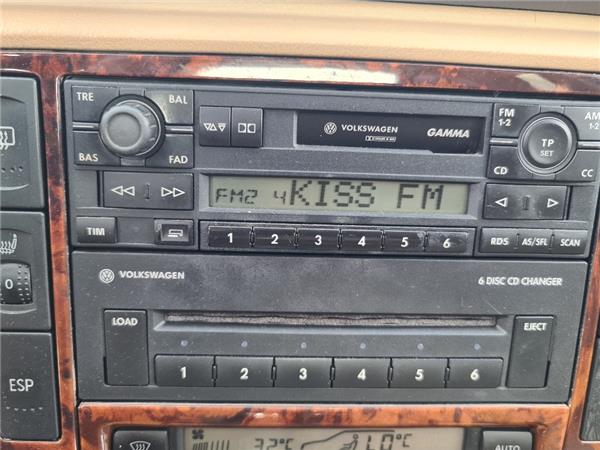 TRE BAL
VOLKSWAGEN GAMMA
FM 1-2
AM
TP SET
BAS FAD
CD CC
FM2 4 KISS FM
TIM
1 2 3 4 5 6
RDS AS/SFL SCAN
0
VOLKSWAGEN 6 DISC CD CHANGER
LOAD EJECT
1 2 3 4 5 6
ESP
AUTO